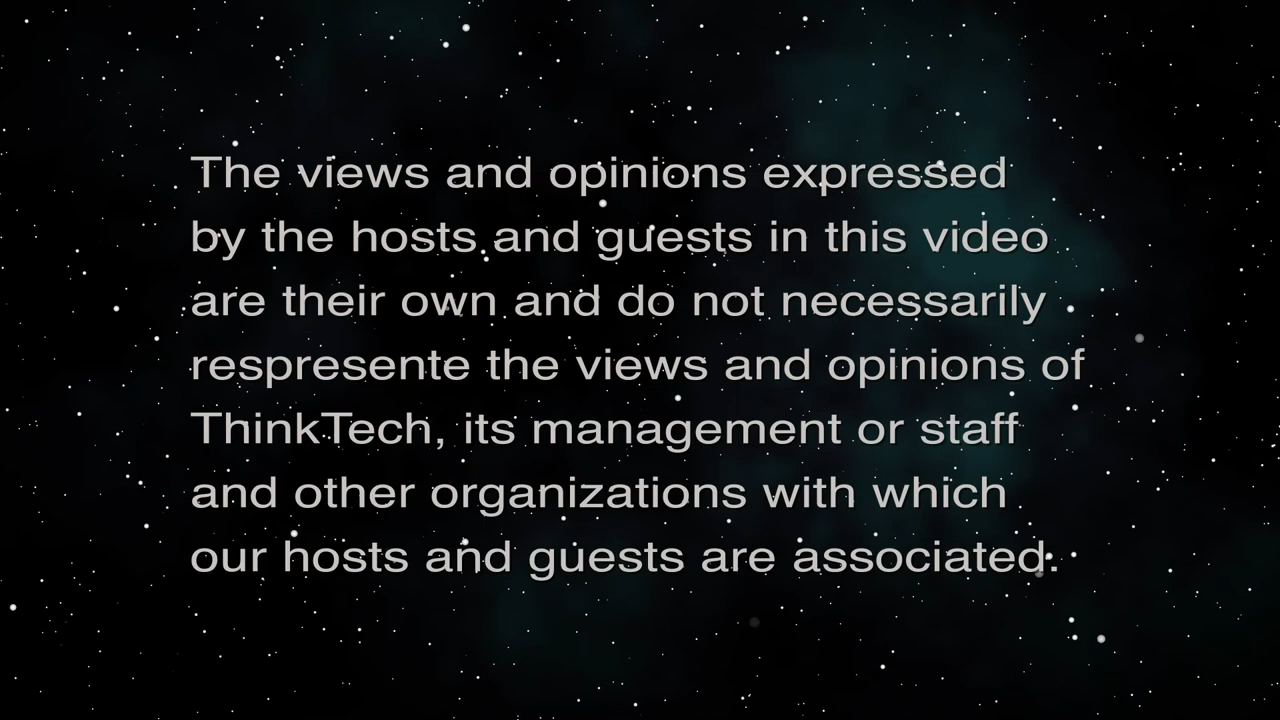 The views and opinions expressed
by the hosts and guests in this video
are their own and do not necessarily
respresente the views and opinions of
ThinkTech, its management or staff
and other organizations with which
our hosts and guests are associated.